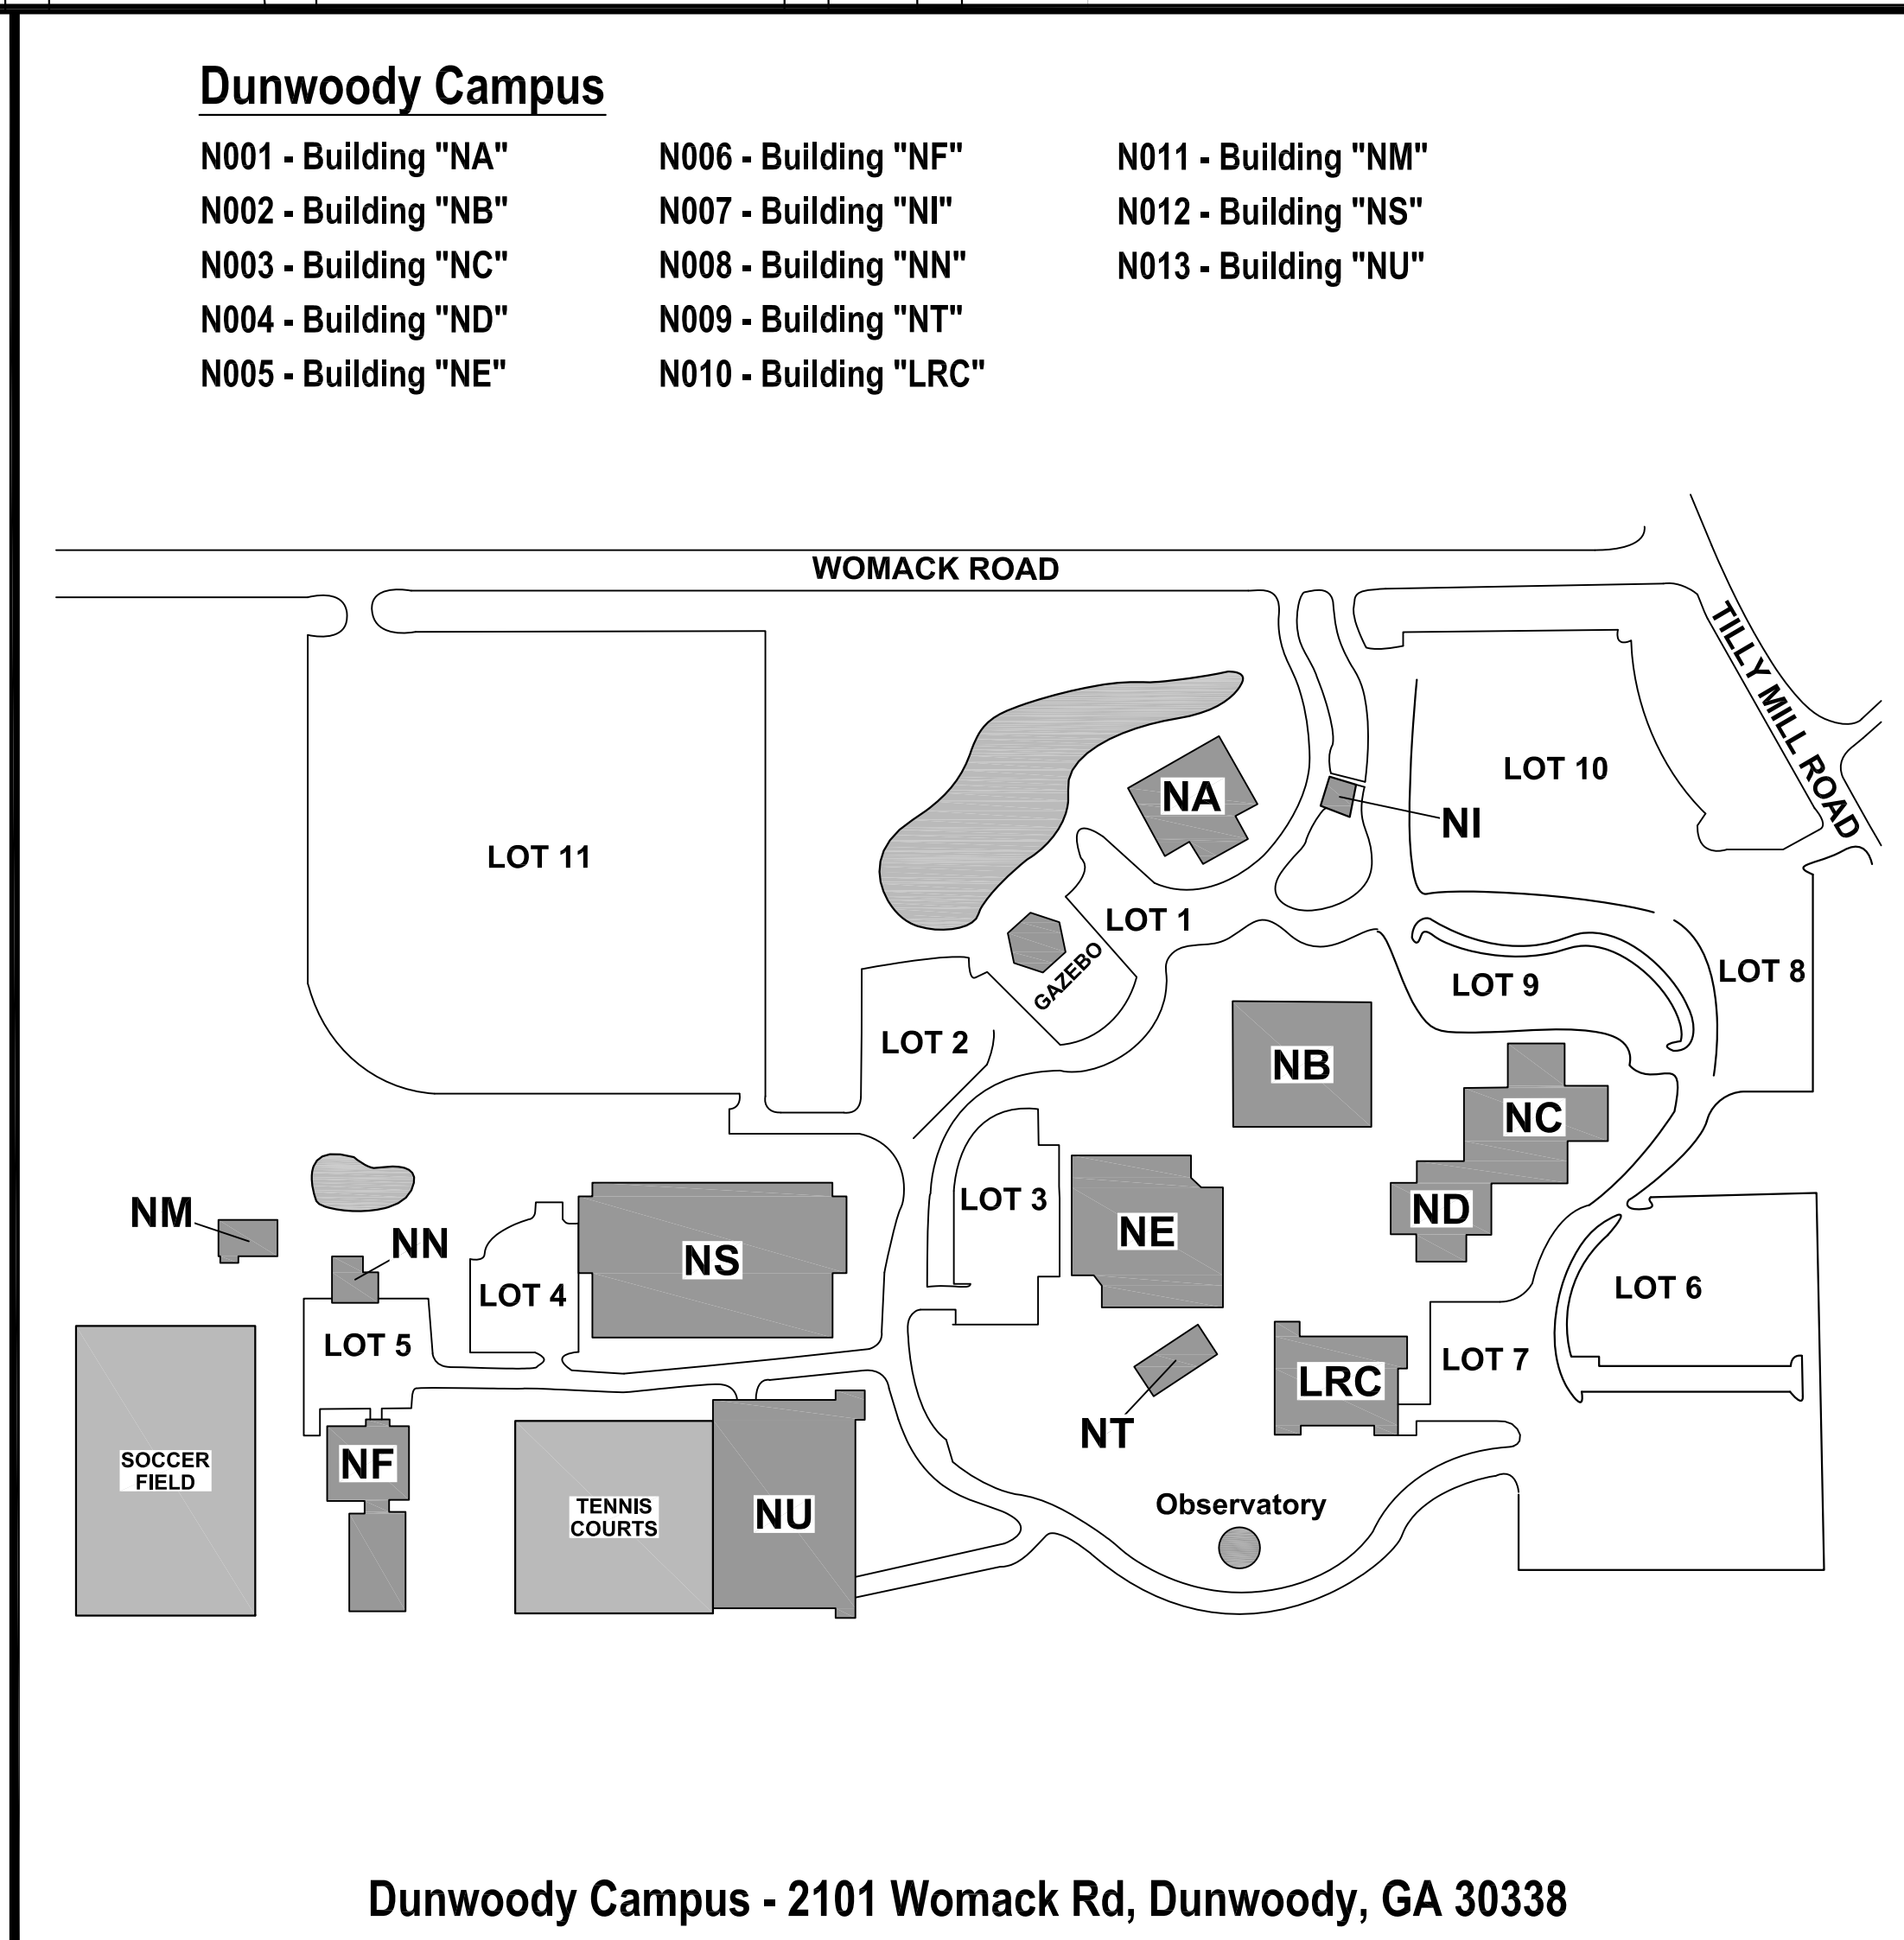 Dunwoody Campus
N001 - Building "NA"
N002 - Building "NB"
N003 - Building "NC"
N004 - Building "ND"
N005 - Building "NE"
N006 - Building "NF"
N007 - Building "NI"
N008 - Building "NN"
N009 - Building "NT"
N010 - Building "LRC"
N011 - Building "NM"
N012 - Building "NS"
N013 - Building "NU"
WOMACK ROAD
TILLY MILL ROAD
LOT 10
NA
NI
LOT 11
LOT 1
GAZEBO
LOT 8
LOT 9
LOT 2
NB
NC
LOT 3
ND
NM
NN
NS
NE
LOT 4
LOT 6
LOT 5
LOT 7
LRC
NT
SOCCER
FIELD
NF
TENNIS
COURTS
NU
Observatory
Dunwoody Campus - 2101 Womack Rd, Dunwoody, GA 30338